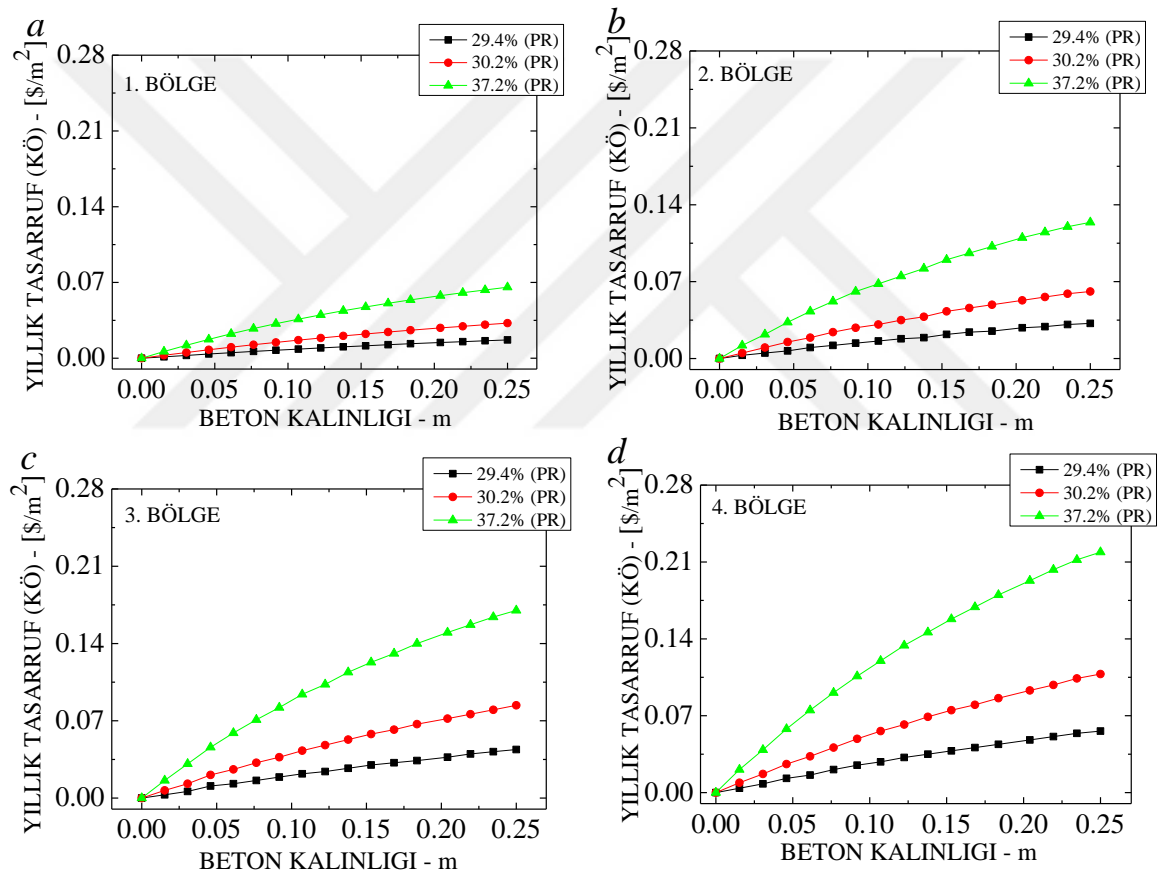 a
29.4% (PR)
30.2% (PR)
37.2% (PR)
1. BÖLGE
YILLIK TASARRUF (KÖ) - [$/m²]
0.28
0.21
0.14
0.07
0.00
0.00 0.05 0.10 0.15 0.20 0.25
BETON KALINLIGI - m
b
29.4% (PR)
30.2% (PR)
37.2% (PR)
2. BÖLGE
YILLIK TASARRUF (KÖ) - [$/m²]
0.28
0.21
0.14
0.07
0.00
0.00 0.05 0.10 0.15 0.20 0.25
BETON KALINLIGI - m
c
29.4% (PR)
30.2% (PR)
37.2% (PR)
3. BÖLGE
YILLIK TASARRUF (KÖ) - [$/m²]
0.28
0.21
0.14
0.07
0.00
0.00 0.05 0.10 0.15 0.20 0.25
BETON KALINLIGI - m
d
29.4% (PR)
30.2% (PR)
37.2% (PR)
4. BÖLGE
YILLIK TASARRUF (KÖ) - [$/m²]
0.28
0.21
0.14
0.07
0.00
0.00 0.05 0.10 0.15 0.20 0.25
BETON KALINLIGI - m